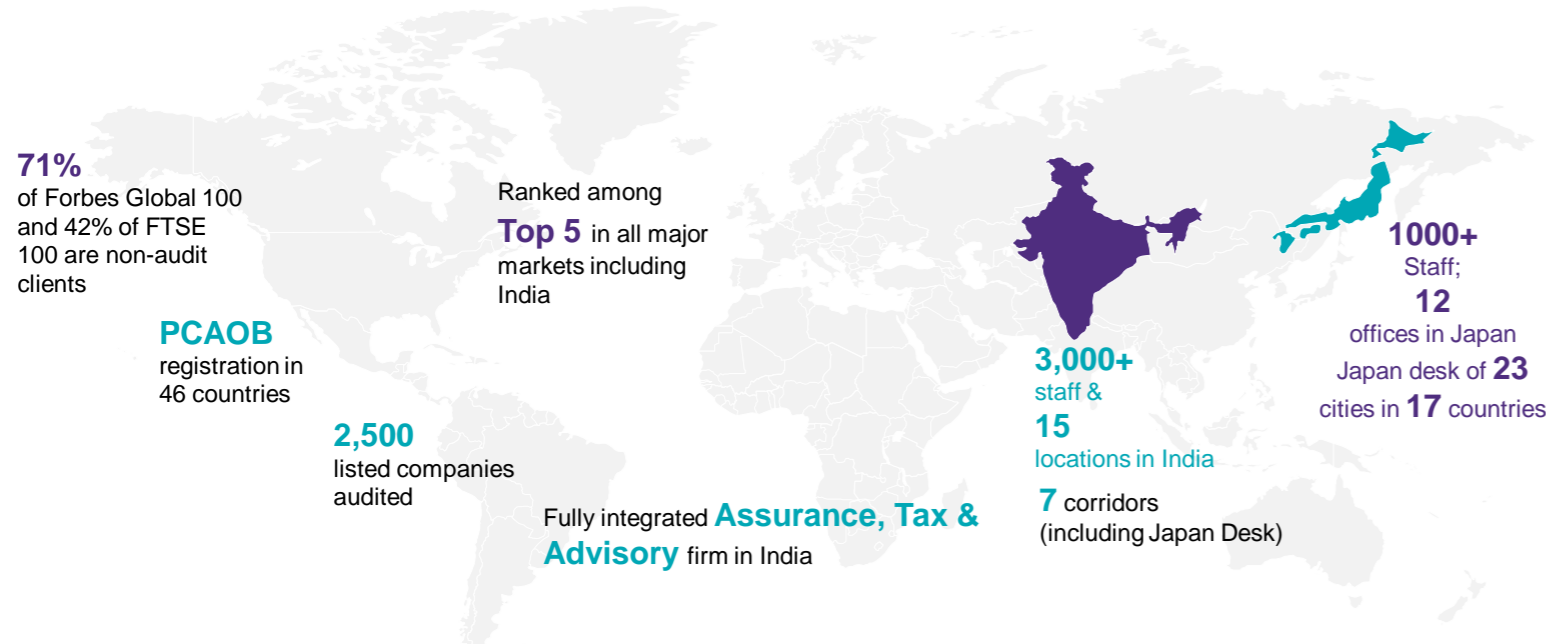 71%
of Forbes Global 100
and 42% of FTSE
100 are non-audit
clients
PCAOB
registration in
46 countries
2,500
listed companies
audited
Ranked among
Top 5 in all major
markets including
India
Fully integrated Assurance, Tax &
Advisory firm in India
3,000+
staff &
15
locations in India
7 corridors
(including Japan Desk)
1000+
Staff;
12
offices in Japan
Japan desk of 23
cities in 17 countries